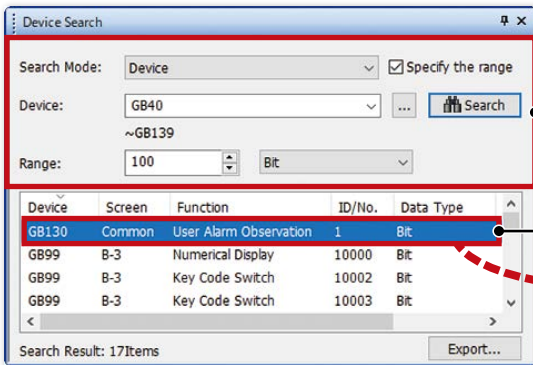 Device Search
Search Mode: Device Specify the range
Device: GB40 ... Search
~GB139
Range: 100 Bit
Device Screen Function ID/No. Data Type
GB130 Common User Alarm Observation 1 Bit
GB99 B-3 Numerical Display 10000 Bit
GB99 B-3 Key Code Switch 10002 Bit
GB99 B-3 Key Code Switch 10003 Bit
Search Result: 17Items Export...